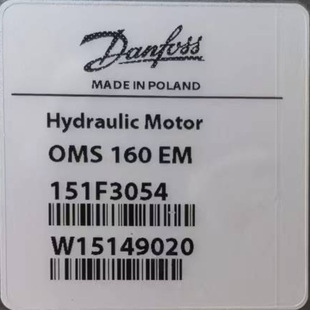 Danfoss
MADE IN POLAND
Hydraulic Motor
OMS 160 EM
151F3054
W15149020